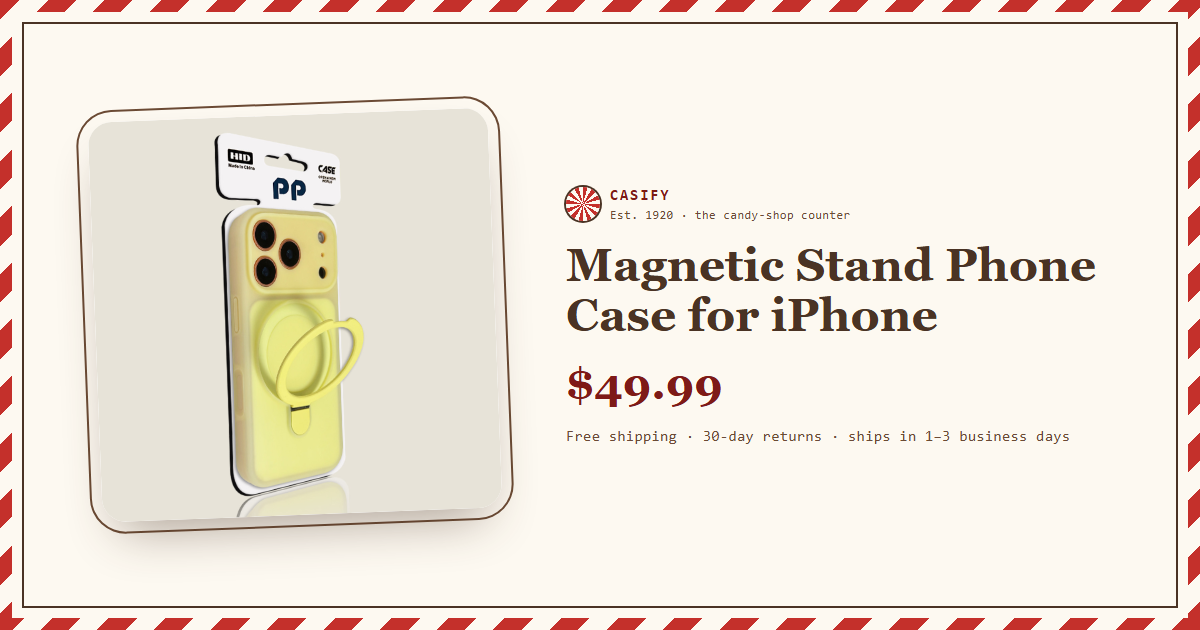 HID
Made in China
CASE
PP
CASIFY
Est. 1920 · the candy-shop counter
Magnetic Stand Phone
Case for iPhone
$49.99
Free shipping · 30-day returns · ships in 1–3 business days